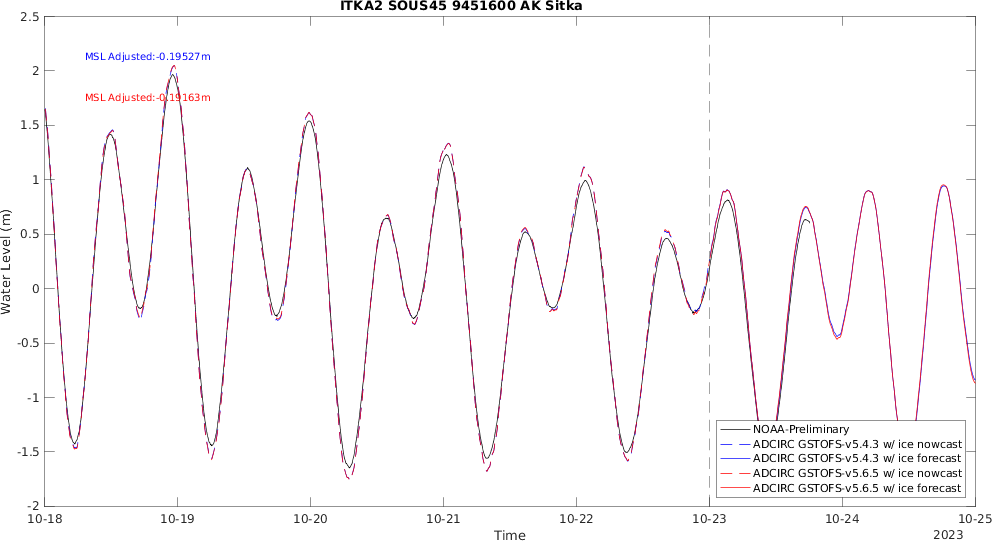 ITKA2 SOUS45 9451600 AK Sitka
MSL Adjusted:-0.19527m
MSL Adjusted:-0.19163m
Water Level (m)
2.5
2
1.5
1
0.5
0
-0.5
-1
-1.5
-2
NOAA-Preliminary
ADCIRC GSTOFS-v5.4.3 w/ ice nowcast
ADCIRC GSTOFS-v5.4.3 w/ ice forecast
ADCIRC GSTOFS-v5.6.5 w/ ice nowcast
ADCIRC GSTOFS-v5.6.5 w/ ice forecast
10-18 10-19 10-20 10-21 10-22 10-23 10-24 10-25
Time
2023